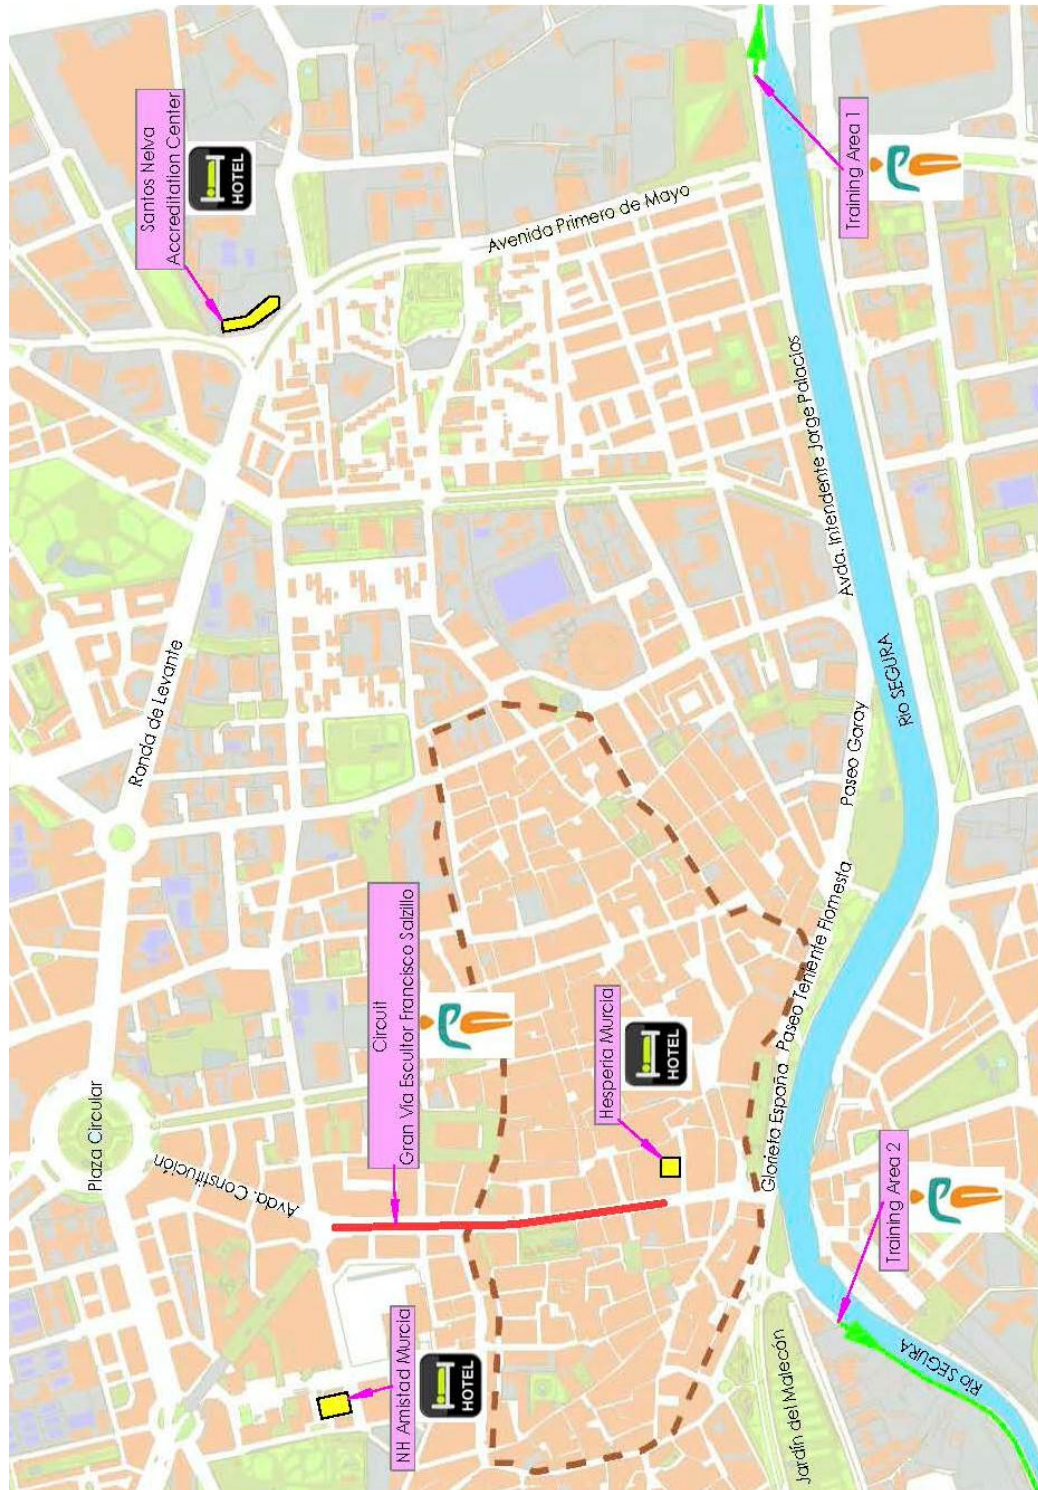 Santos Nelva
Accreditation Center
HOTEL
Avenida Primero de Mayo
Training Area 1
Avda. Intendente Jorge Palacios
Ronda de Levante
Río SEGURA
Paseo Garay
Circuit
Gran Vía Escultor Francisco Salzillo
Paseo Teniente Flomesta
Plaza Circular
Avda. Constitución
Hesperia Murcia
HOTEL
Glorieta España
Training Area 2
NH Amistad Murcia
HOTEL
Jardín del Malecón
Río SEGURA